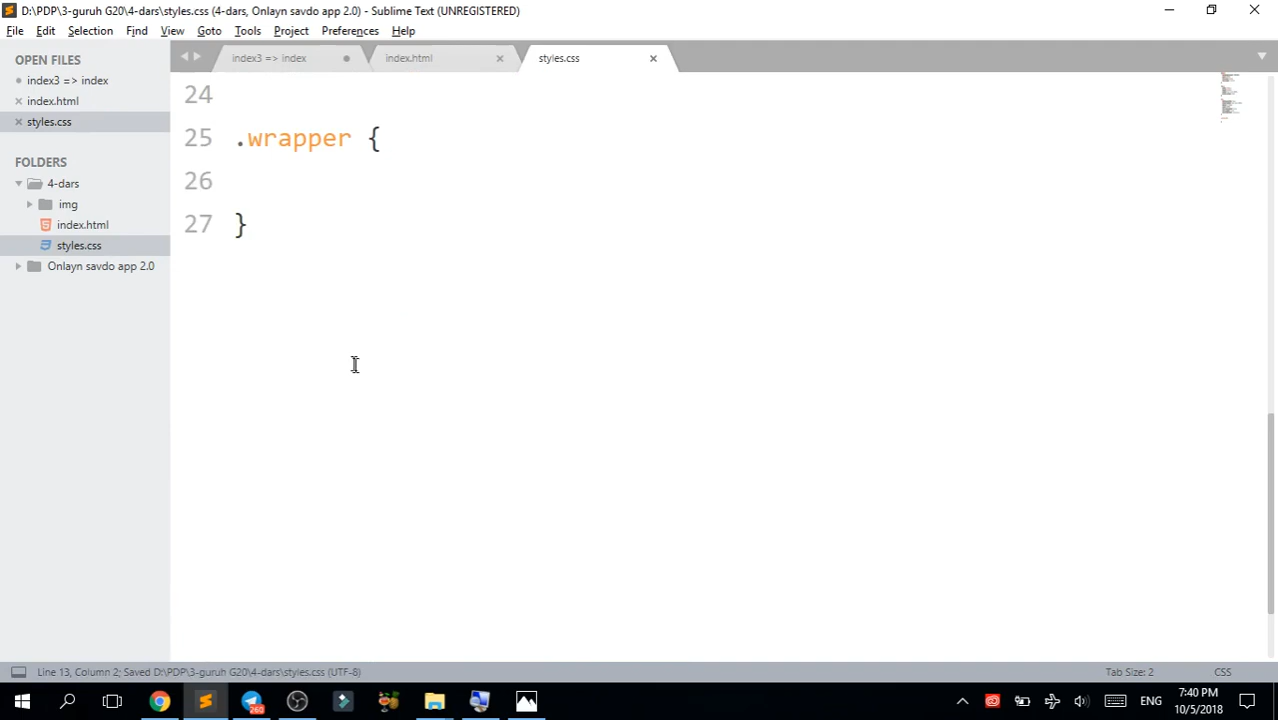 D:\PDP\3-guruh G20\4-dars\styles.css (4-dars, Onlayn savdo app 2.0) - Sublime Text (UNREGISTERED)
File Edit Selection Find View Goto Tools Project Preferences Help
OPEN FILES
index3 => index
index.html
styles.css
FOLDERS
4-dars
img
index.html
styles.css
Onlayn savdo app 2.0
index3 => index
index.html
styles.css
24
25 .wrapper {
26
27 }
Line 13, Column 2; Saved D:\PDP\3-guruh G20\4-dars\styles.css (UTF-8)
Tab Size: 2
CSS
260
ENG
7:40 PM
10/5/2018